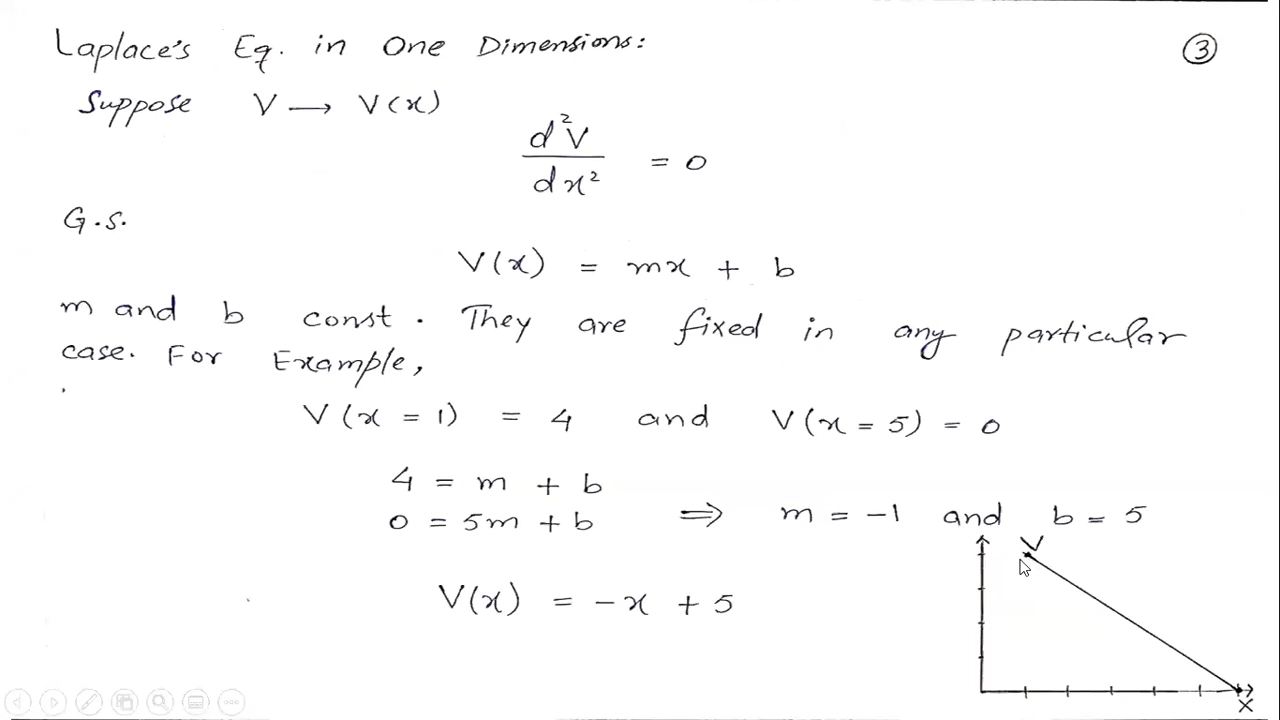 Laplace's Eq. in One Dimensions:
③
Suppose V → V(x)
d²V/dx² = 0
G.S.
V(x) = mx + b
m and b const. They are fixed in any particular
case. For Example,
V(x = 1) = 4 and V(x = 5) = 0
4 = m + b
0 = 5m + b ⇒ m = -1 and b = 5
V
V(x) = -x + 5
X